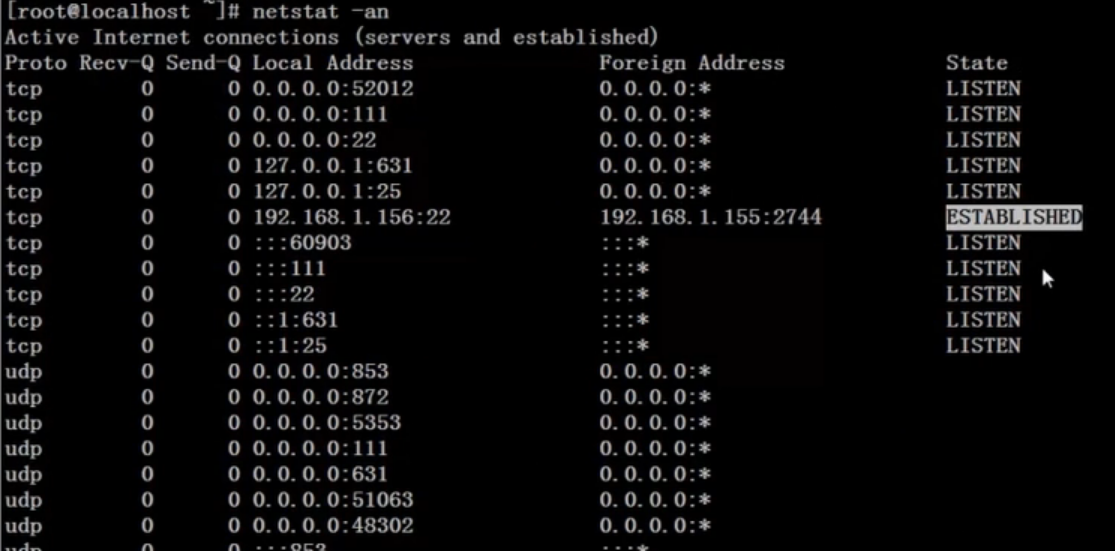 [root@localhost ~]# netstat -an
Active Internet connections (servers and established)
Proto Recv-Q Send-Q Local Address Foreign Address State
tcp 0 0 0.0.0.0:52012 0.0.0.0:* LISTEN
tcp 0 0 0.0.0.0:111 0.0.0.0:* LISTEN
tcp 0 0 0.0.0.0:22 0.0.0.0:* LISTEN
tcp 0 0 127.0.0.1:631 0.0.0.0:* LISTEN
tcp 0 0 127.0.0.1:25 0.0.0.0:* LISTEN
tcp 0 0 192.168.1.156:22 192.168.1.155:2744 ESTABLISHED
tcp 0 0 :::60903 :::* LISTEN
tcp 0 0 :::111 :::* LISTEN
tcp 0 0 :::22 :::* LISTEN
tcp 0 0 ::1:631 :::* LISTEN
tcp 0 0 ::1:25 :::* LISTEN
udp 0 0 0.0.0.0:853 0.0.0.0:*
udp 0 0 0.0.0.0:872 0.0.0.0:*
udp 0 0 0.0.0.0:5353 0.0.0.0:*
udp 0 0 0.0.0.0:111 0.0.0.0:*
udp 0 0 0.0.0.0:631 0.0.0.0:*
udp 0 0 0.0.0.0:51063 0.0.0.0:*
udp 0 0 0.0.0.0:48302 0.0.0.0:*
udp 0 0 :::853 :::*